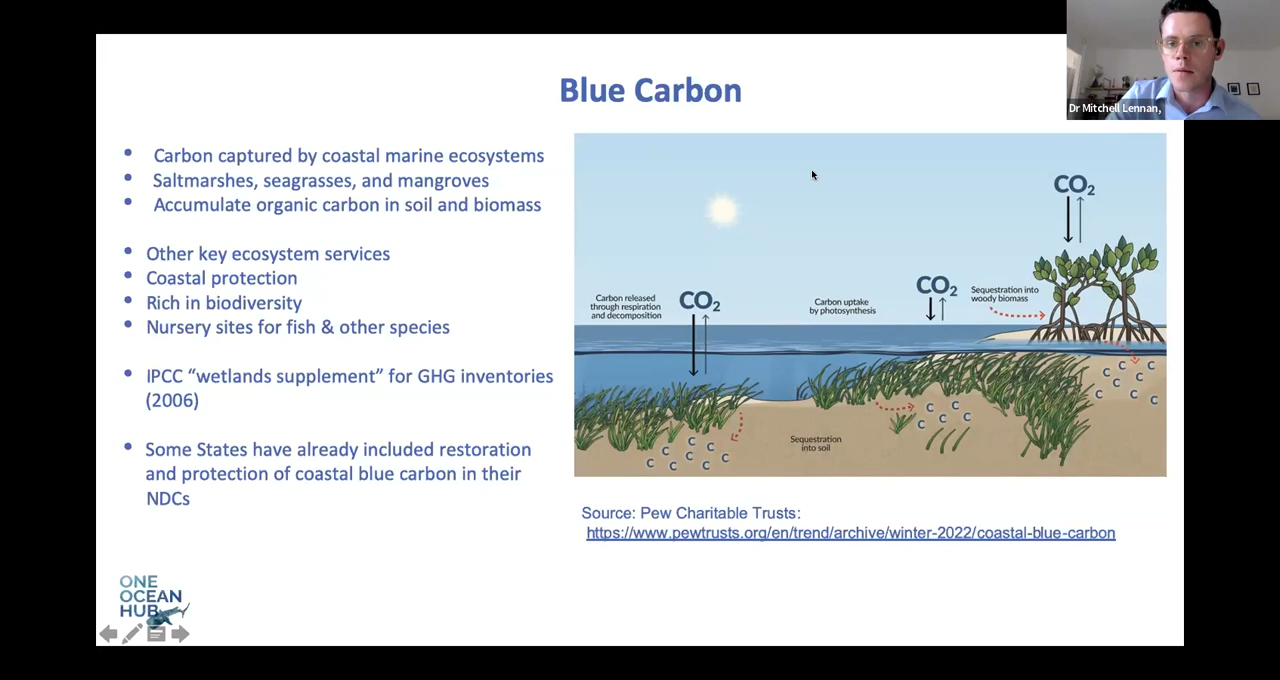 Blue Carbon
Dr Mitchell Lennan,
• Carbon captured by coastal marine ecosystems
• Saltmarshes, seagrasses, and mangroves
• Accumulate organic carbon in soil and biomass
• Other key ecosystem services
• Coastal protection
• Rich in biodiversity
• Nursery sites for fish & other species
• IPCC “wetlands supplement” for GHG inventories
(2006)
• Some States have already included restoration
and protection of coastal blue carbon in their
NDCs
CO₂
Carbon released
through respiration
and decomposition
CO₂
Carbon uptake
by photosynthesis
CO₂
Sequestration into
woody biomass
Sequestration
into soil
C C C C C C C
C C C C C
C C C C C C
Source: Pew Charitable Trusts:
https://www.pewtrusts.org/en/trend/archive/winter-2022/coastal-blue-carbon
ONE
OCEAN
HUB